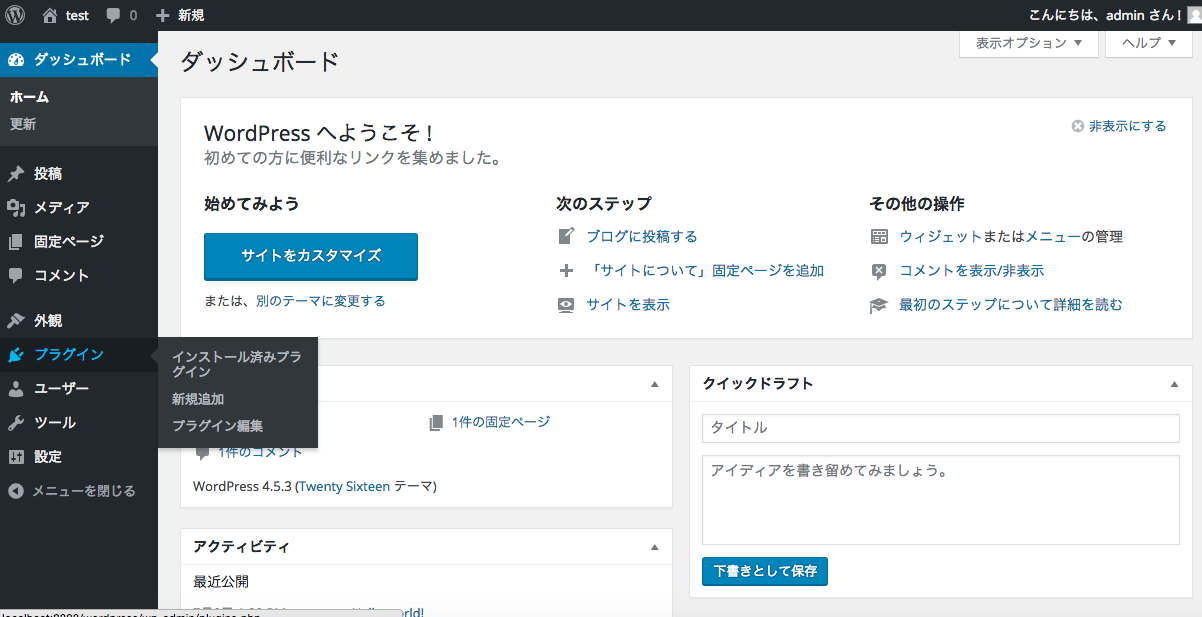 test 0 新規 こんにちは、admin さん!
ダッシュボード
ホーム
更新
投稿
メディア
固定ページ
コメント
外観
プラグイン
インストール済みプラ
グイン
新規追加
プラグイン編集
ユーザー
ツール
設定
メニューを閉じる
表示オプション ▼ ヘルプ ▼
ダッシュボード
WordPress へようこそ !
初めての方に便利なリンクを集めました。
非表示にする
始めてみよう
サイトをカスタマイズ
または、別のテーマに変更する
次のステップ
ブログに投稿する
「サイトについて」固定ページを追加
サイトを表示
その他の操作
ウィジェットまたはメニューの管理
コメントを表示/非表示
最初のステップについて詳細を読む
1件の固定ページ
1件のコメント
WordPress 4.5.3 (Twenty Sixteen テーマ)
アクティビティ
最近公開
クイックドラフト
タイトル
アイディアを書き留めてみましょう。
下書きとして保存